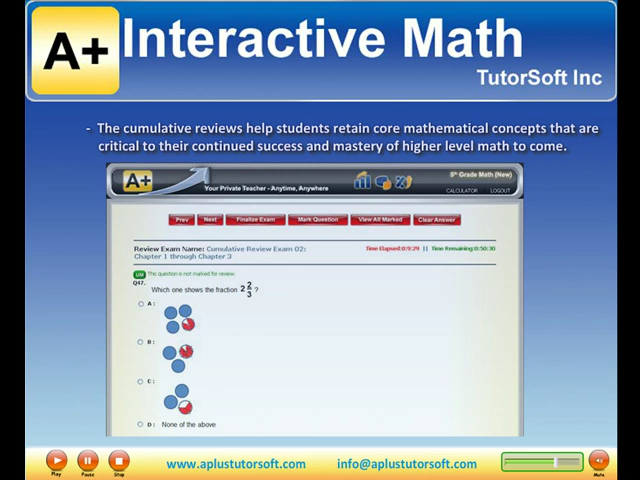 A+ Interactive Math
TutorSoft Inc
- The cumulative reviews help students retain core mathematical concepts that are
critical to their continued success and mastery of higher level math to come.
A+
Your Private Teacher - Anytime, Anywhere
5th Grade Math (New)
CALCULATOR LOGOUT
Prev Next Finalize Exam Mark Question View All Marked Clear Answer
Review Exam Name: Cumulative Review Exam 02:
Chapter 1 through Chapter 3
Time Elapsed:0:9:29 || Time Remaining:0:50:30
UM This question is not marked for review.
Q47.
Which one shows the fraction 2 2/3 ?
A :
B :
C :
D : None of the above
Play Pause Stop
www.aplustutorsoft.com info@aplustutorsoft.com
Mute